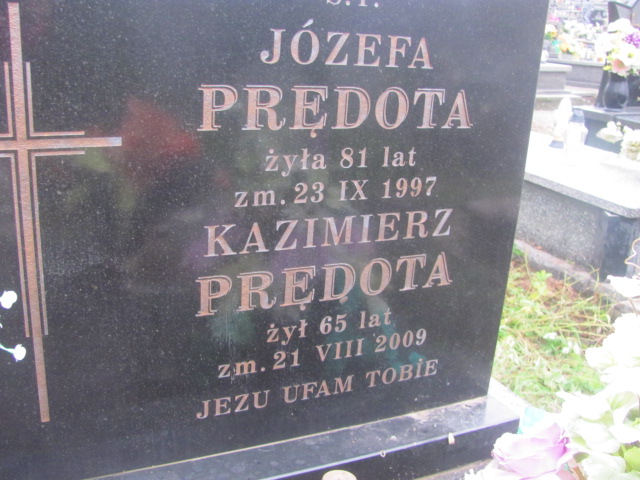 Ś.P.
JÓZEFA
PRĘDOTA
żyła 81 lat
zm. 23 IX 1997
KAZIMIERZ
PRĘDOTA
żył 65 lat
zm. 21 VIII 2009
JEZU UFAM TOBIE